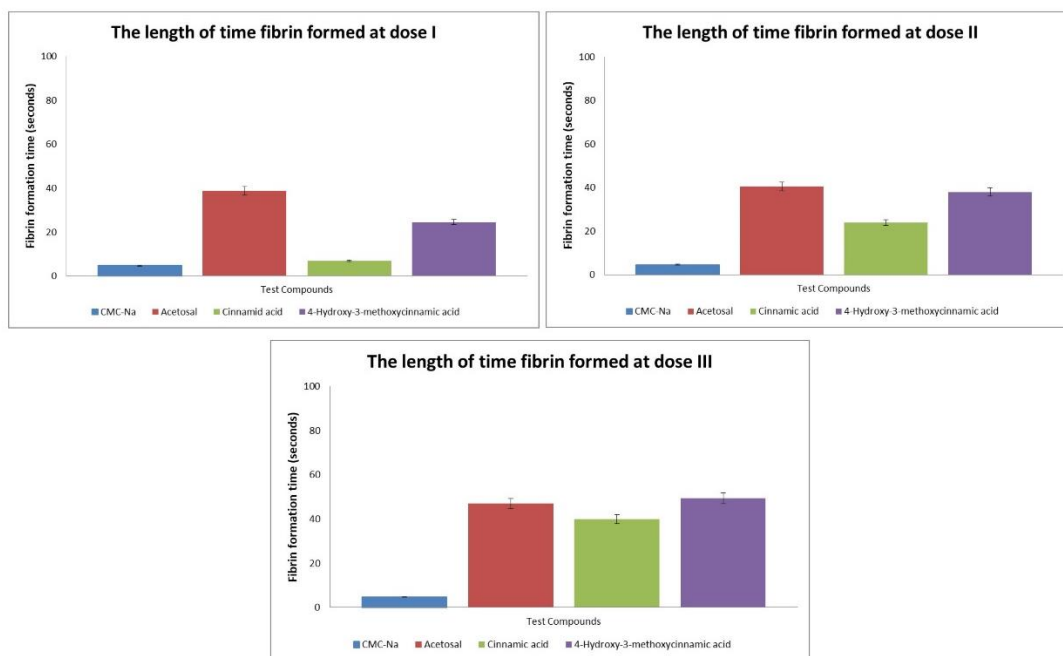 The length of time fibrin formed at dose I
Fibrin formation time (seconds)
100
80
60
40
20
0
Test Compounds
CMC-Na Acetosal Cinnamid acid 4-Hydroxy-3-methoxycinnamic acid
The length of time fibrin formed at dose II
Fibrin formation time (seconds)
100
80
60
40
20
0
Test Compounds
CMC-Na Acetosal Cinnamic acid 4-Hydroxy-3-methoxycinnamic acid
The length of time fibrin formed at dose III
Fibrin formation time (seconds)
100
80
60
40
20
0
Test Compounds
CMC-Na Acetosal Cinnamic acid 4-Hydroxy-3-methoxycinnamic acid